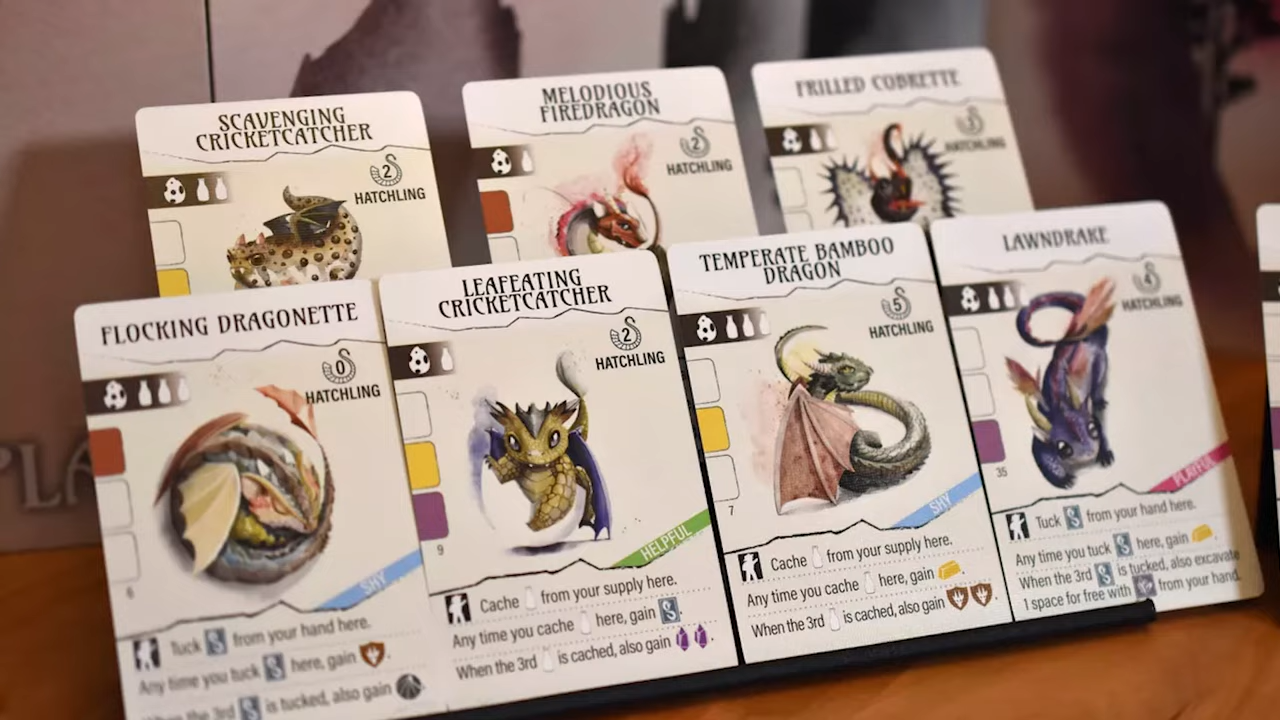 SCAVENGING
CRICKETCATCHER
2
HATCHLING
MELODIOUS
FIREDRAGON
2
HATCHLING
FRILLED COBRETTE
3
HATCHLING
FLOCKING DRAGONETTE
0
HATCHLING
6
SHY
Tuck from your hand here.
Any time you tuck here, gain .
When the 3rd is tucked, also gain
LEAFEATING
CRICKETCATCHER
2
HATCHLING
9
HELPFUL
Cache from your supply here.
Any time you cache here, gain .
When the 3rd is cached, also gain .
TEMPERATE BAMBOO
DRAGON
5
HATCHLING
7
SHY
Cache from your supply here.
Any time you cache here, gain .
When the 3rd is cached, also gain .
LAWNDRAKE
4
HATCHLING
35
PLAYFUL
Tuck from your hand here.
Any time you tuck here, gain .
When the 3rd is tucked, also excavate
1 space for free with from your hand.
PLA